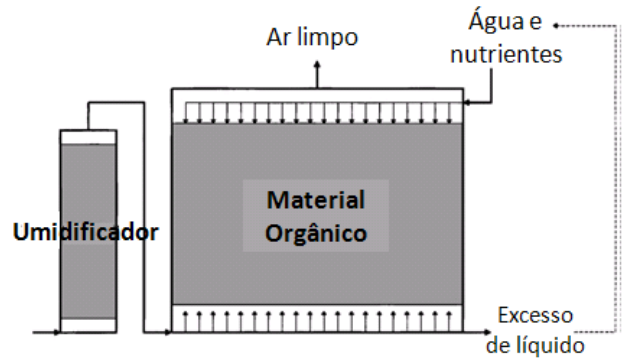 Ar limpo
Água e
nutrientes
Umidificador
Material
Orgânico
Excesso
de líquido